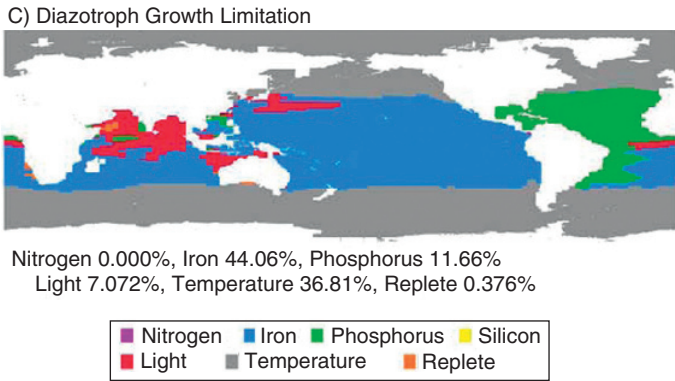 C) Diazotroph Growth Limitation
Nitrogen 0.000%, Iron 44.06%, Phosphorus 11.66%
Light 7.072%, Temperature 36.81%, Replete 0.376%
Nitrogen Iron Phosphorus Silicon
Light Temperature Replete